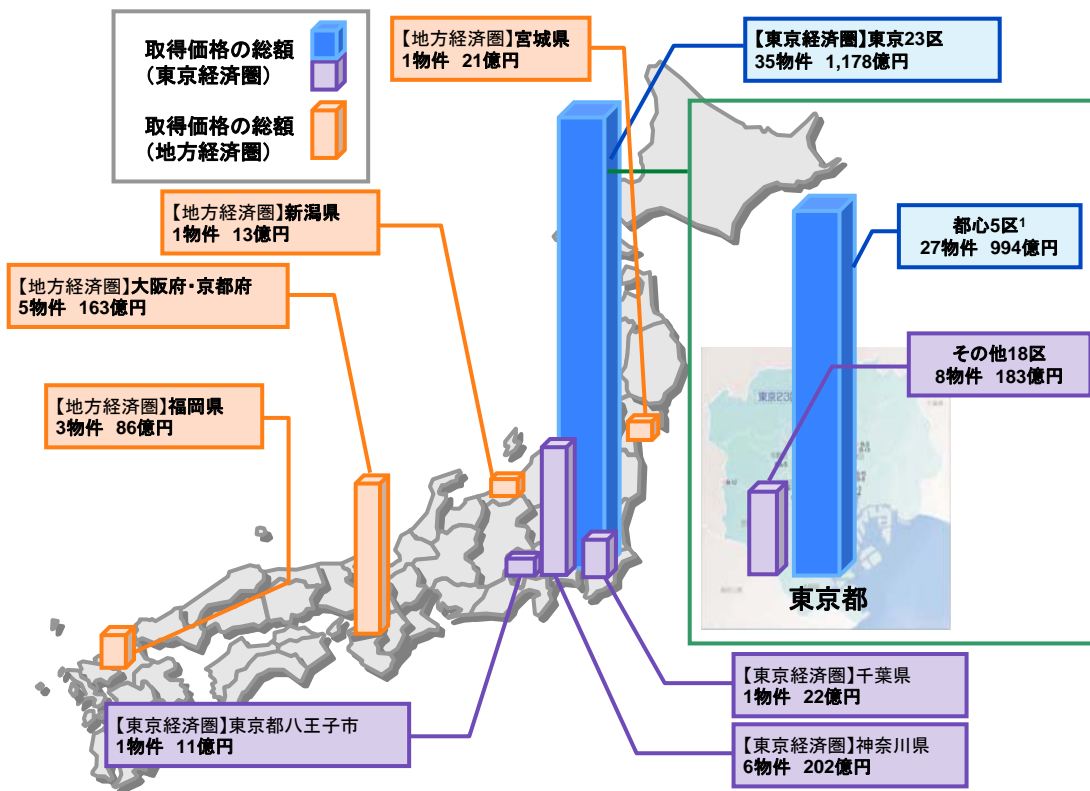 取得価格の総額
(東京経済圏)
取得価格の総額
(地方経済圏)
【地方経済圏】宮城県
1物件 21億円
【東京経済圏】東京23区
35物件 1,178億円
【地方経済圏】新潟県
1物件 13億円
都心5区1
27物件 994億円
【地方経済圏】大阪府・京都府
5物件 163億円
その他18区
8物件 183億円
【地方経済圏】福岡県
3物件 86億円
東京23区
東京都
【東京経済圏】千葉県
1物件 22億円
【東京経済圏】東京都八王子市
1物件 11億円
【東京経済圏】神奈川県
6物件 202億円